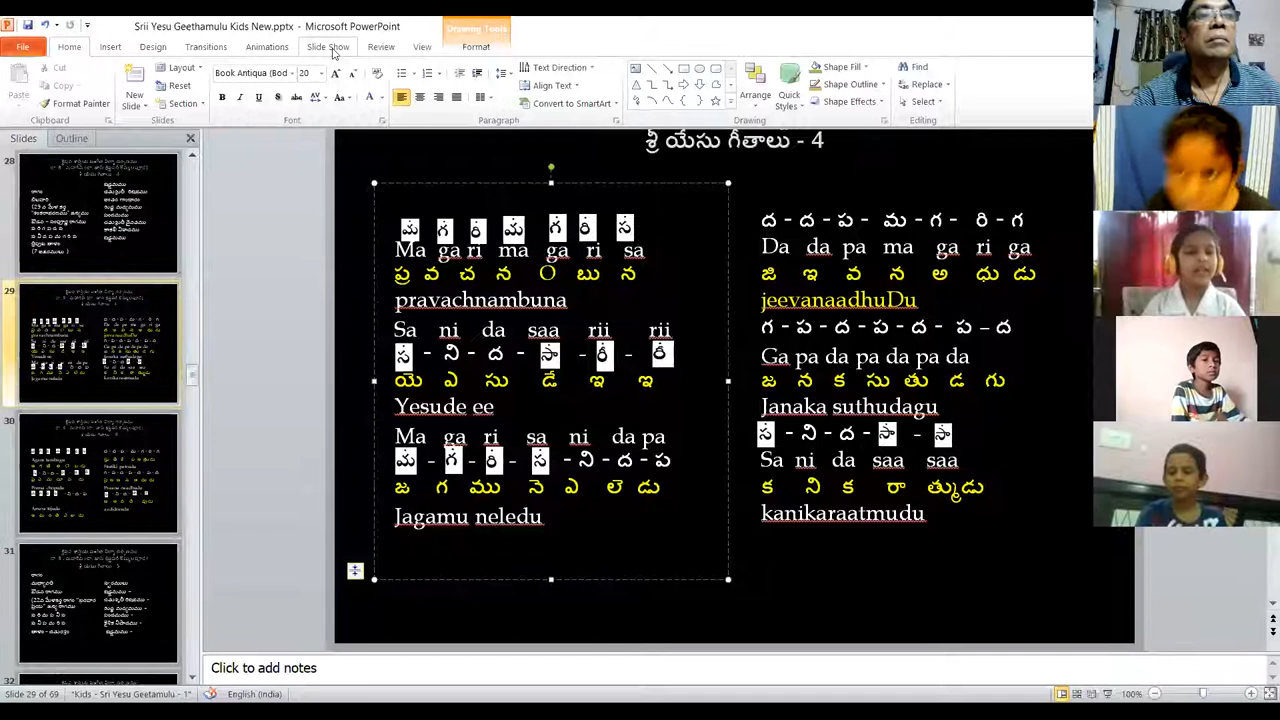 Srii Yesu Geethamulu Kids New.pptx - Microsoft PowerPoint
Drawing Tools
File Home Insert Design Transitions Animations Slide Show Review View Format
Cut
Copy
Format Painter
Paste
Clipboard
New Slide
Layout
Reset
Section
Slides
Book Antiqua (Bod 20
Font
Text Direction
Align Text
Convert to SmartArt
Paragraph
Arrange
Quick Styles
Shape Fill
Shape Outline
Shape Effects
Drawing
Find
Replace
Select
Editing
Slides Outline
28
29
30
31
శ్రీ యేసు గీతాలు - 4
మ గ రి మ గ రి స
Ma ga ri ma ga ri sa
ప్ర వ చ న O బు న
pravachnambuna
Sa ni da saa rii rii
స - ని - ద - సా - రీ - రీ
యె ఎ సు డే ఇ ఇ
Yesude ee
Ma ga ri sa ni da pa
మ - గ - రి - స - ని - ద - ప
జ గ ము నె ఎ లె డు
Jagamu neledu
ద - ద - ప - మ - గ - రి - గ
Da da pa ma ga ri ga
జి ఇ వ న అ ధు డు
jeevanaadhuDu
గ - ప - ద - ప - ద - ప - ద
Ga pa da pa da pa da
జ న క సు తు డ గు
Janaka suthudagu
స - ని - ద - సా - సా
Sa ni da saa saa
క ని క రా త్ముడు
kanikaraatmudu
Click to add notes
Slide 29 of 69 "Kids - Sri Yesu Geetamulu - 1" English (India) 100%